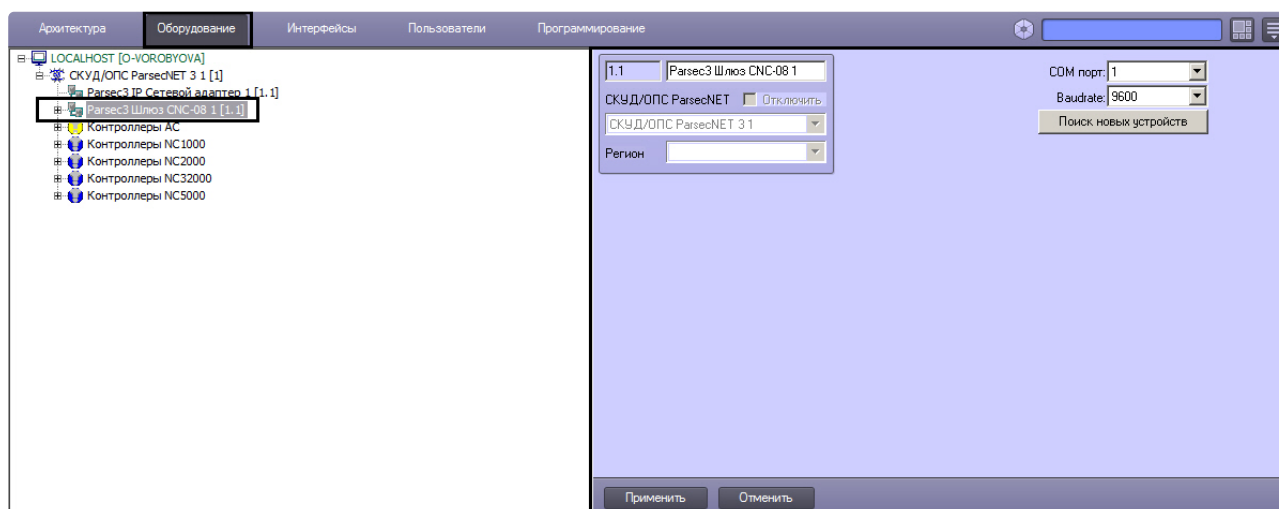 Архитектура Оборудование Интерфейсы Пользователи Программирование
LOCALHOST [O-VOROBYOVA]
СКУД/ОПС ParsecNET 3 1 [1]
Parsec3 IP Сетевой адаптер 1 [1.1]
Parsec3 Шлюз CNC-08 1 [1.1]
Контроллеры AC
Контроллеры NC1000
Контроллеры NC2000
Контроллеры NC32000
Контроллеры NC5000
1.1 Parsec3 Шлюз CNC-08 1
СКУД/ОПС ParsecNET Отключить
СКУД/ОПС ParsecNET 3 1
Регион
COM порт: 1
Baudrate: 9600
Поиск новых устройств
Применить Отменить